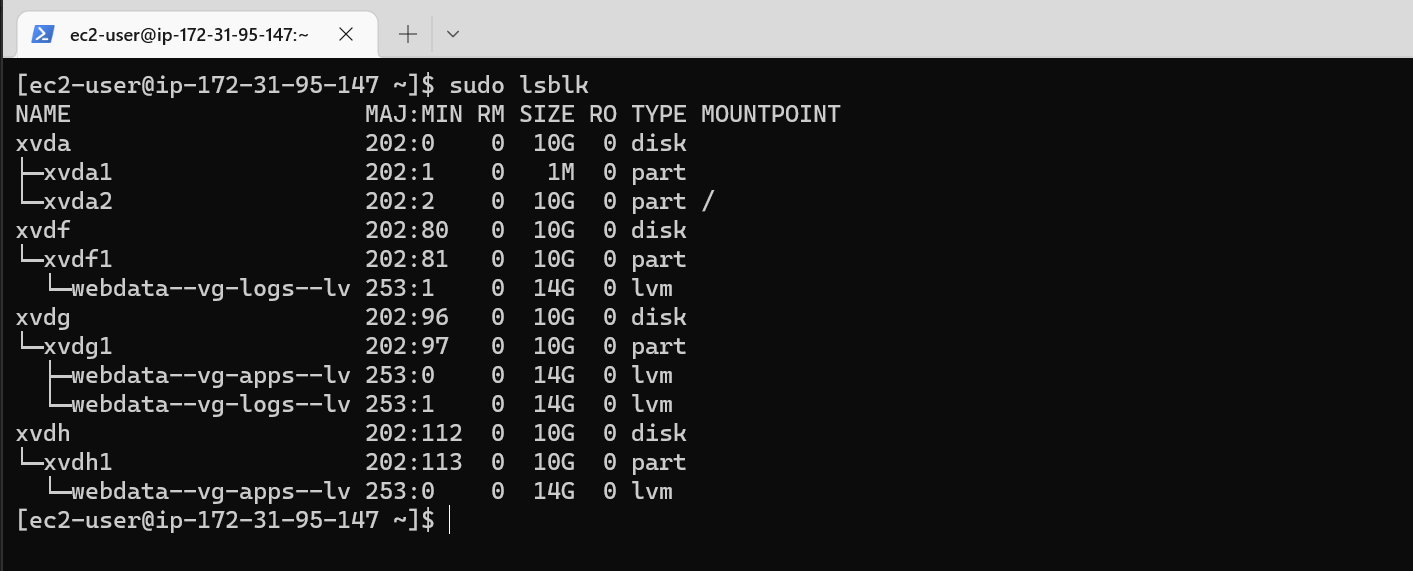 ec2-user@ip-172-31-95-147:~
[ec2-user@ip-172-31-95-147 ~]$ sudo lsblk
NAME                     MAJ:MIN RM SIZE RO TYPE MOUNTPOINT
xvda                     202:0    0  10G  0 disk
├─xvda1                  202:1    0   1M  0 part
└─xvda2                  202:2    0  10G  0 part /
xvdf                     202:80   0  10G  0 disk
└─xvdf1                  202:81   0  10G  0 part
  └─webdata--vg-logs--lv 253:1    0  14G  0 lvm
xvdg                     202:96   0  10G  0 disk
└─xvdg1                  202:97   0  10G  0 part
  ├─webdata--vg-apps--lv 253:0    0  14G  0 lvm
  └─webdata--vg-logs--lv 253:1    0  14G  0 lvm
xvdh                     202:112  0  10G  0 disk
└─xvdh1                  202:113  0  10G  0 part
  └─webdata--vg-apps--lv 253:0    0  14G  0 lvm
[ec2-user@ip-172-31-95-147 ~]$